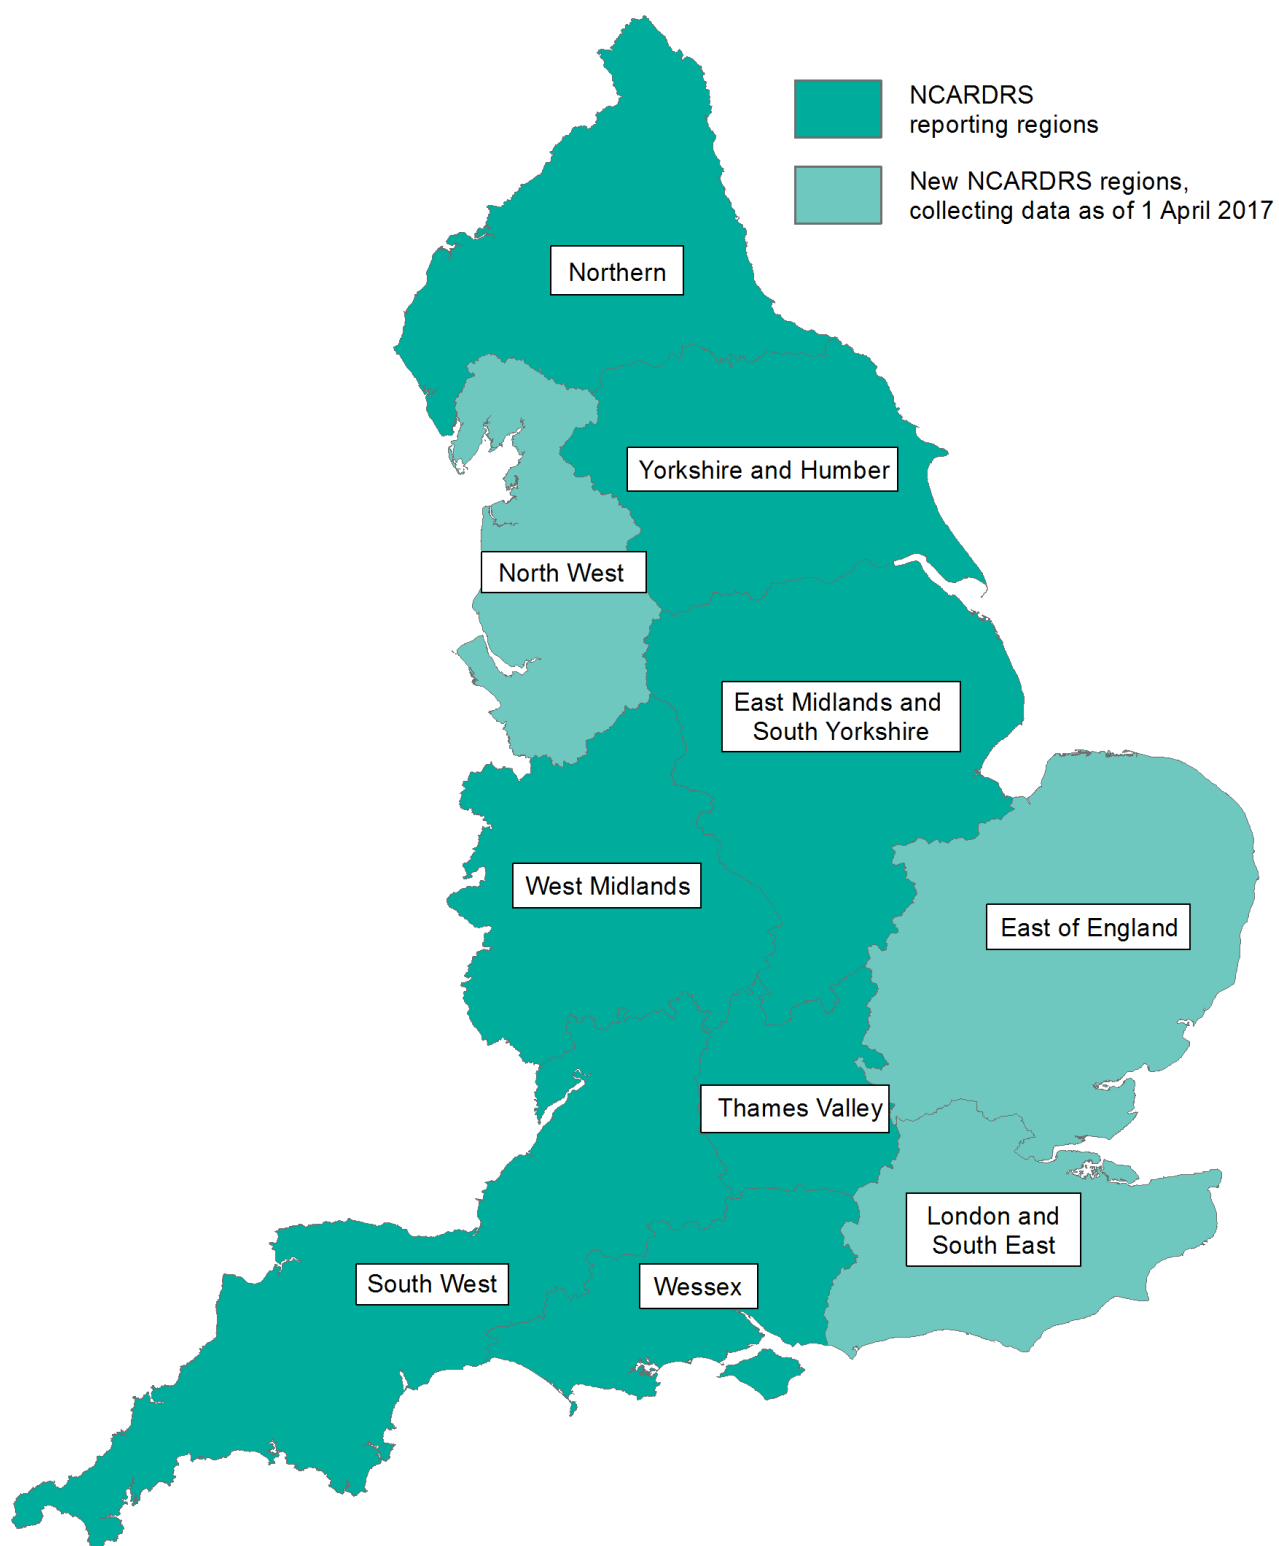 NCARDRS
reporting regions
New NCARDRS regions,
collecting data as of 1 April 2017
Northern
Yorkshire and Humber
North West
East Midlands and
South Yorkshire
West Midlands
East of England
Thames Valley
London and
South East
South West
Wessex